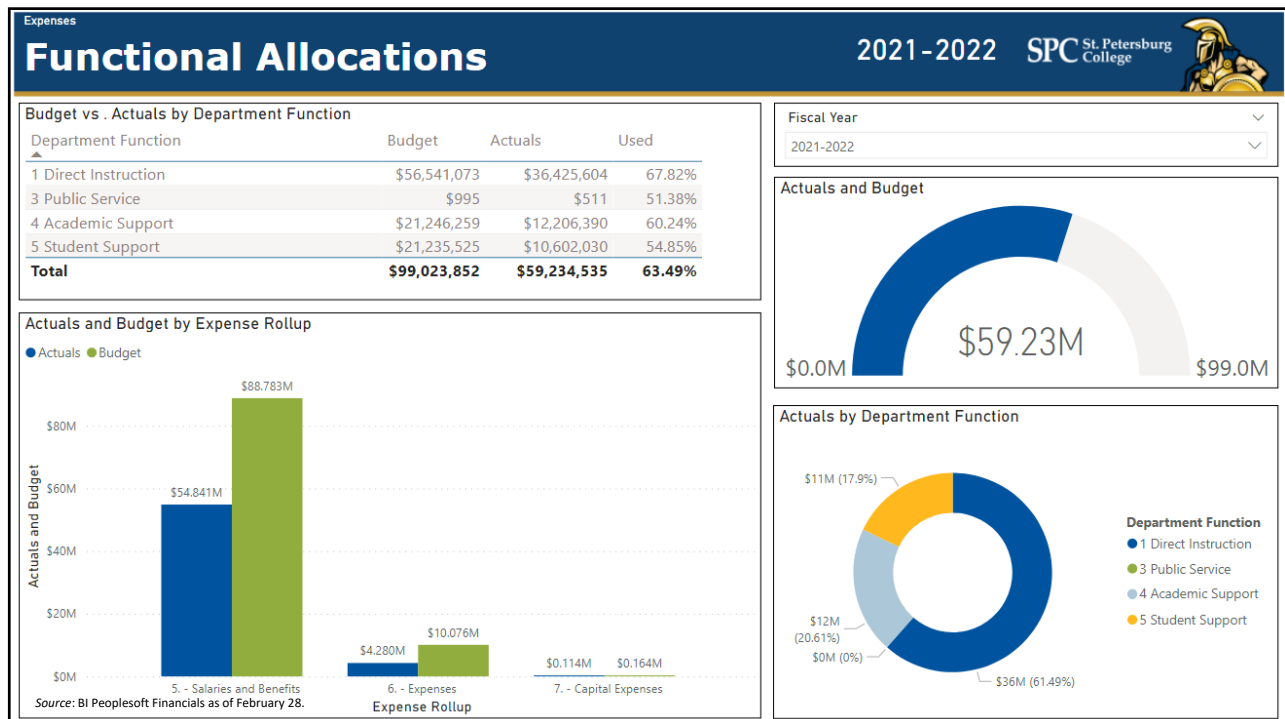 Expenses
Functional Allocations
2021-2022
SPC St. Petersburg
College
Budget vs . Actuals by Department Function
Department Function Budget Actuals Used
1 Direct Instruction $56,541,073 $36,425,604 67.82%
3 Public Service $995 $511 51.38%
4 Academic Support $21,246,259 $12,206,390 60.24%
5 Student Support $21,235,525 $10,602,030 54.85%
Total $99,023,852 $59,234,535 63.49%
Fiscal Year
2021-2022
Actuals and Budget
$59.23M
$0.0M
$99.0M
Actuals and Budget by Expense Rollup
Actuals Budget
Actuals and Budget
$80M
$60M
$40M
$20M
$0M
$54.841M
$88.783M
$4.280M
$10.076M
$0.114M
$0.164M
5. - Salaries and Benefits
6. - Expenses
7. - Capital Expenses
Expense Rollup
Source: BI Peoplesoft Financials as of February 28.
Actuals by Department Function
$11M (17.9%)
$12M
(20.61%)
$0M (0%)
$36M (61.49%)
Department Function
1 Direct Instruction
3 Public Service
4 Academic Support
5 Student Support